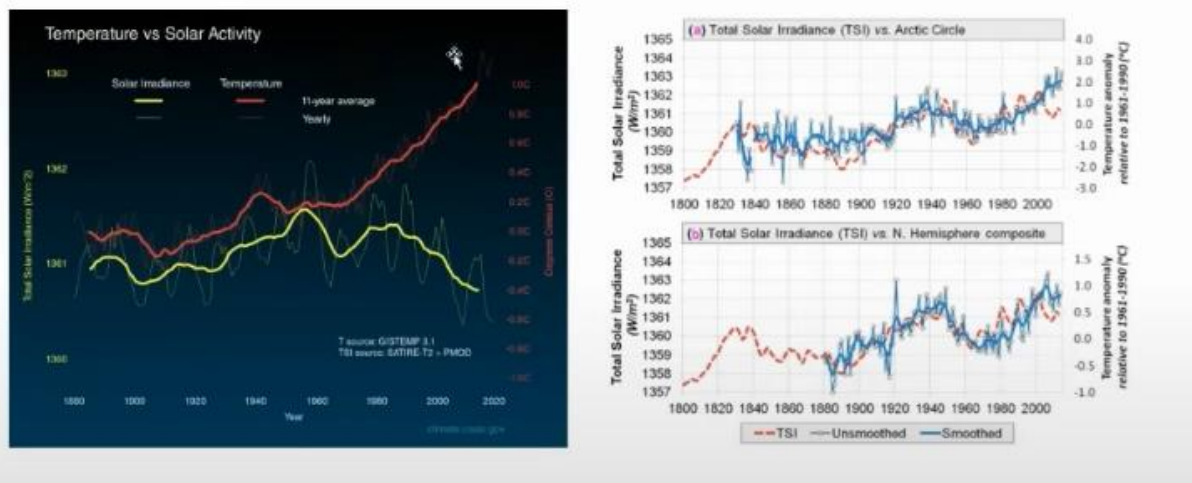 Temperature vs Solar Activity
1363
Solar Irradiance Temperature
11-year average
Yearly
1362
1361
1360
Total Solar Irradiance (W/m^2)
1.0C
0.8C
0.6C
0.4C
0.2C
-0.2C
-0.4C
-0.6C
-0.8C
-1.0C
Degrees Celsius (C)
T source: GISTEMP 3.1
TSI source: SATIRE-T2 + PMOD
1880 1900 1920 1940 1960 1980 2000 2020
Year
climate.nasa.gov
(a) Total Solar Irradiance (TSI) vs. Arctic Circle
Total Solar Irradiance
(W/m²)
1365
1364
1363
1362
1361
1360
1359
1358
1357
4.0
3.0
2.0
1.0
0.0
-1.0
-2.0
-3.0
Temperature anomaly
relative to 1961-1990 (°C)
1800 1820 1840 1860 1880 1900 1920 1940 1960 1980 2000
(b) Total Solar Irradiance (TSI) vs. N. Hemisphere composite
Total Solar Irradiance
(W/m²)
1365
1364
1363
1362
1361
1360
1359
1358
1357
1.5
1.0
0.5
0.0
-0.5
-1.0
Temperature anomaly
relative to 1961-1990 (°C)
1800 1820 1840 1860 1880 1900 1920 1940 1960 1980 2000
TSI Unsmoothed Smoothed